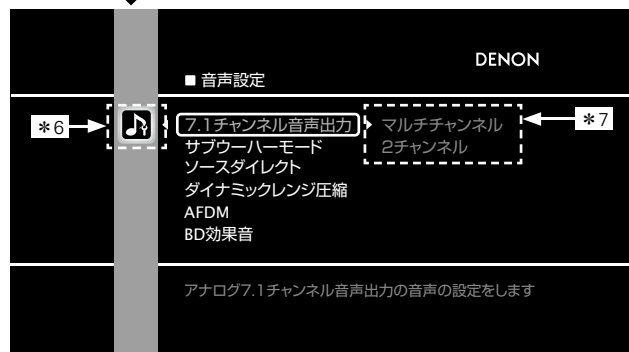 DENON
■ 音声設定
＊6
7.1チャンネル音声出力
マルチチャンネル
＊7
サブウーハーモード
2チャンネル
ソースダイレクト
ダイナミックレンジ圧縮
AFDM
BD効果音
アナログ7.1チャンネル音声出力の音声の設定をします